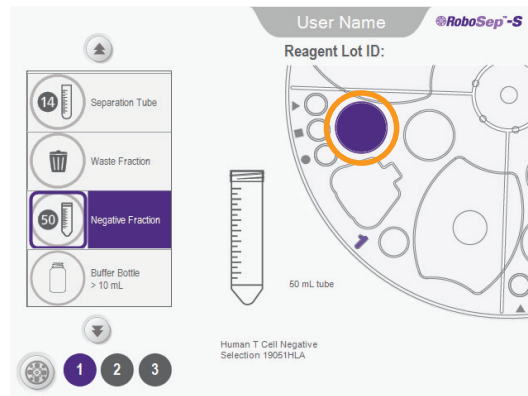 User Name
RoboSep®-S
Reagent Lot ID:
14
Separation Tube
Waste Fraction
50
Negative Fraction
Buffer Bottle
> 10 mL
50 mL tube
1
Human T Cell Negative
Selection 19051HLA
1
2
3